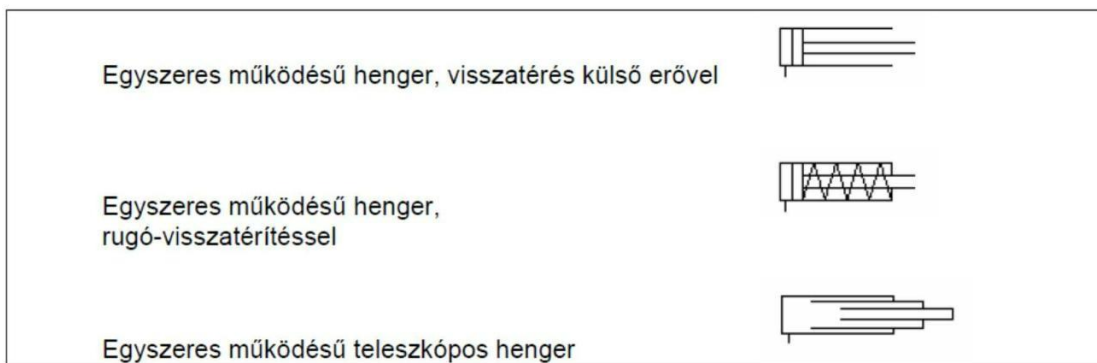 Egyszeres működésű henger, visszatérés külső erővel
Egyszeres működésű henger,
rugó-visszatérítéssel
Egyszeres működésű teleszkópos henger